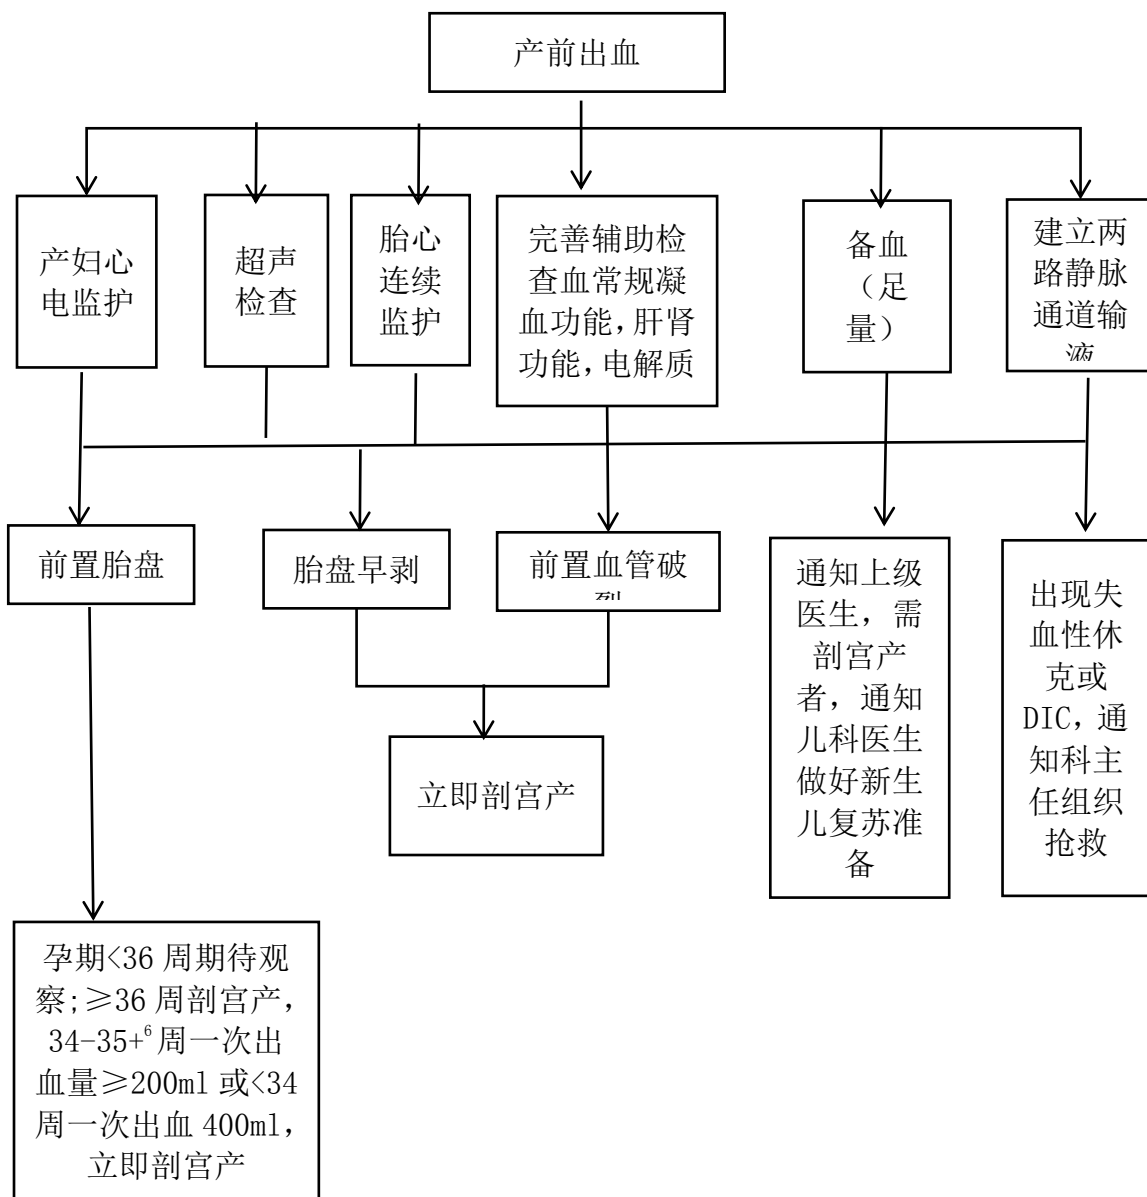 产前出血
产妇心
电监护
超声
检查
胎心
连续
监护
完善辅助检
查血常规凝
血功能,肝肾
功能,电解质
备血
（足
量）
建立两
路静脉
通道输
液
前置胎盘
胎盘早剥
前置血管破
裂
立即剖宫产
通知上级
医生，需
剖宫产
者，通知
儿科医生
做好新生
儿复苏准
备
出现失
血性休
克或
DIC，通
知科主
任组织
抢救
孕期<36 周期待观
察;≥36 周剖宫产，
34-35+⁶ 周一次出
血量≥200ml 或<34
周一次出血 400ml，
立即剖宫产